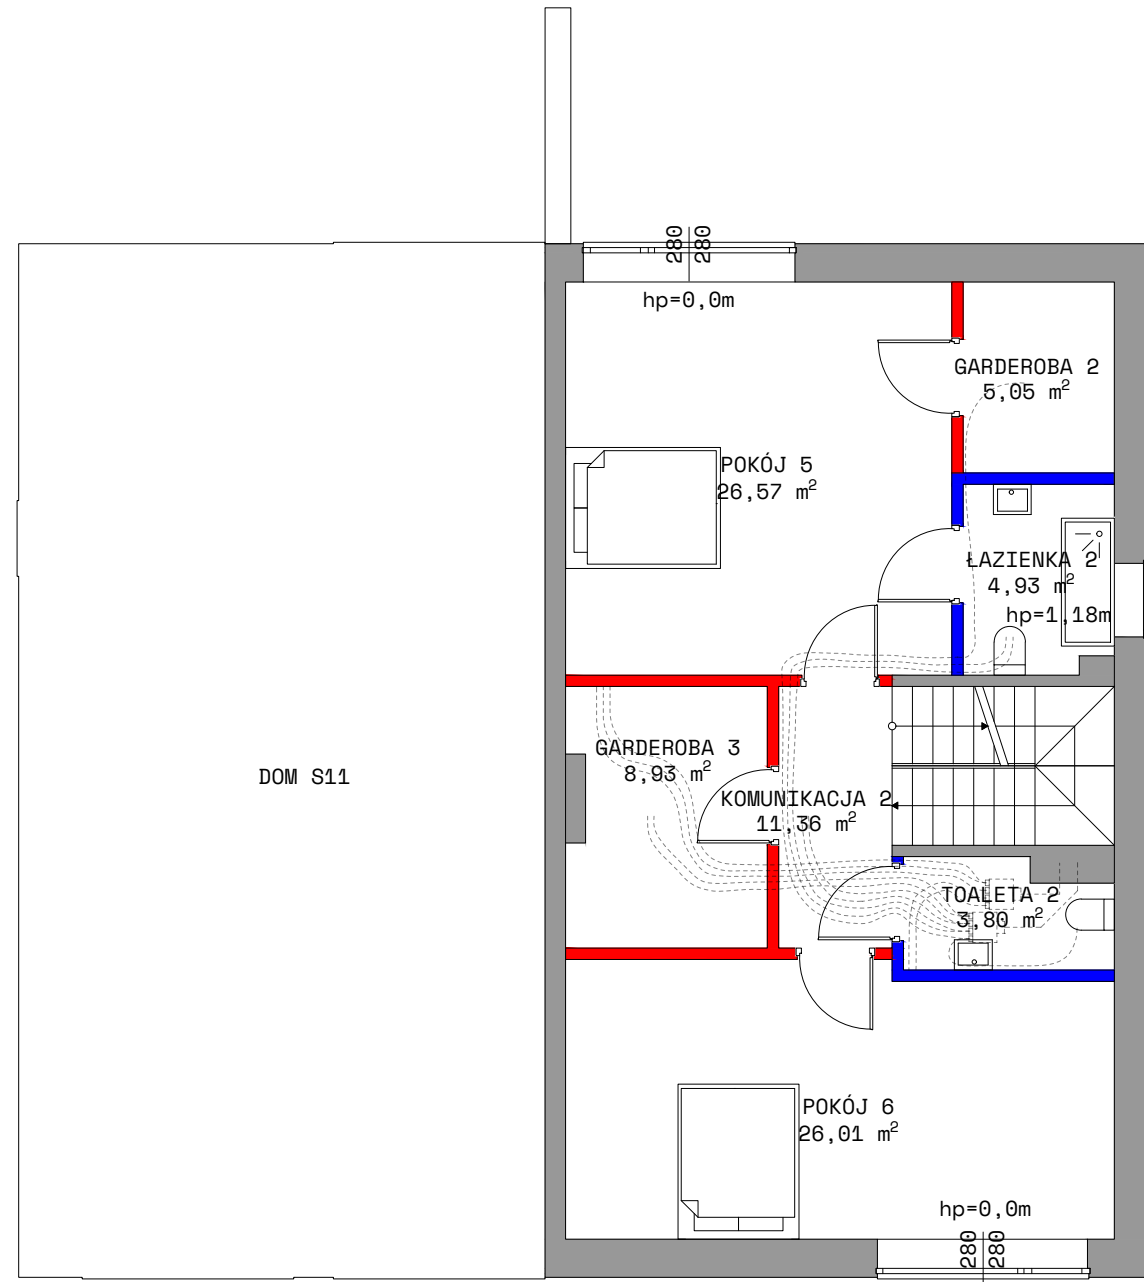 280
280
hp=0,0m
GARDEROBA 2
5,05 m²
POKÓJ 5
26,57 m²
ŁAZIENKA 2
4,93 m²
hp=1,18m
GARDEROBA 3
8,93 m²
DOM S11
KOMUNIKACJA 2
11,36 m²
TOALETA 2
3,80 m²
POKÓJ 6
26,01 m²
hp=0,0m
280
280